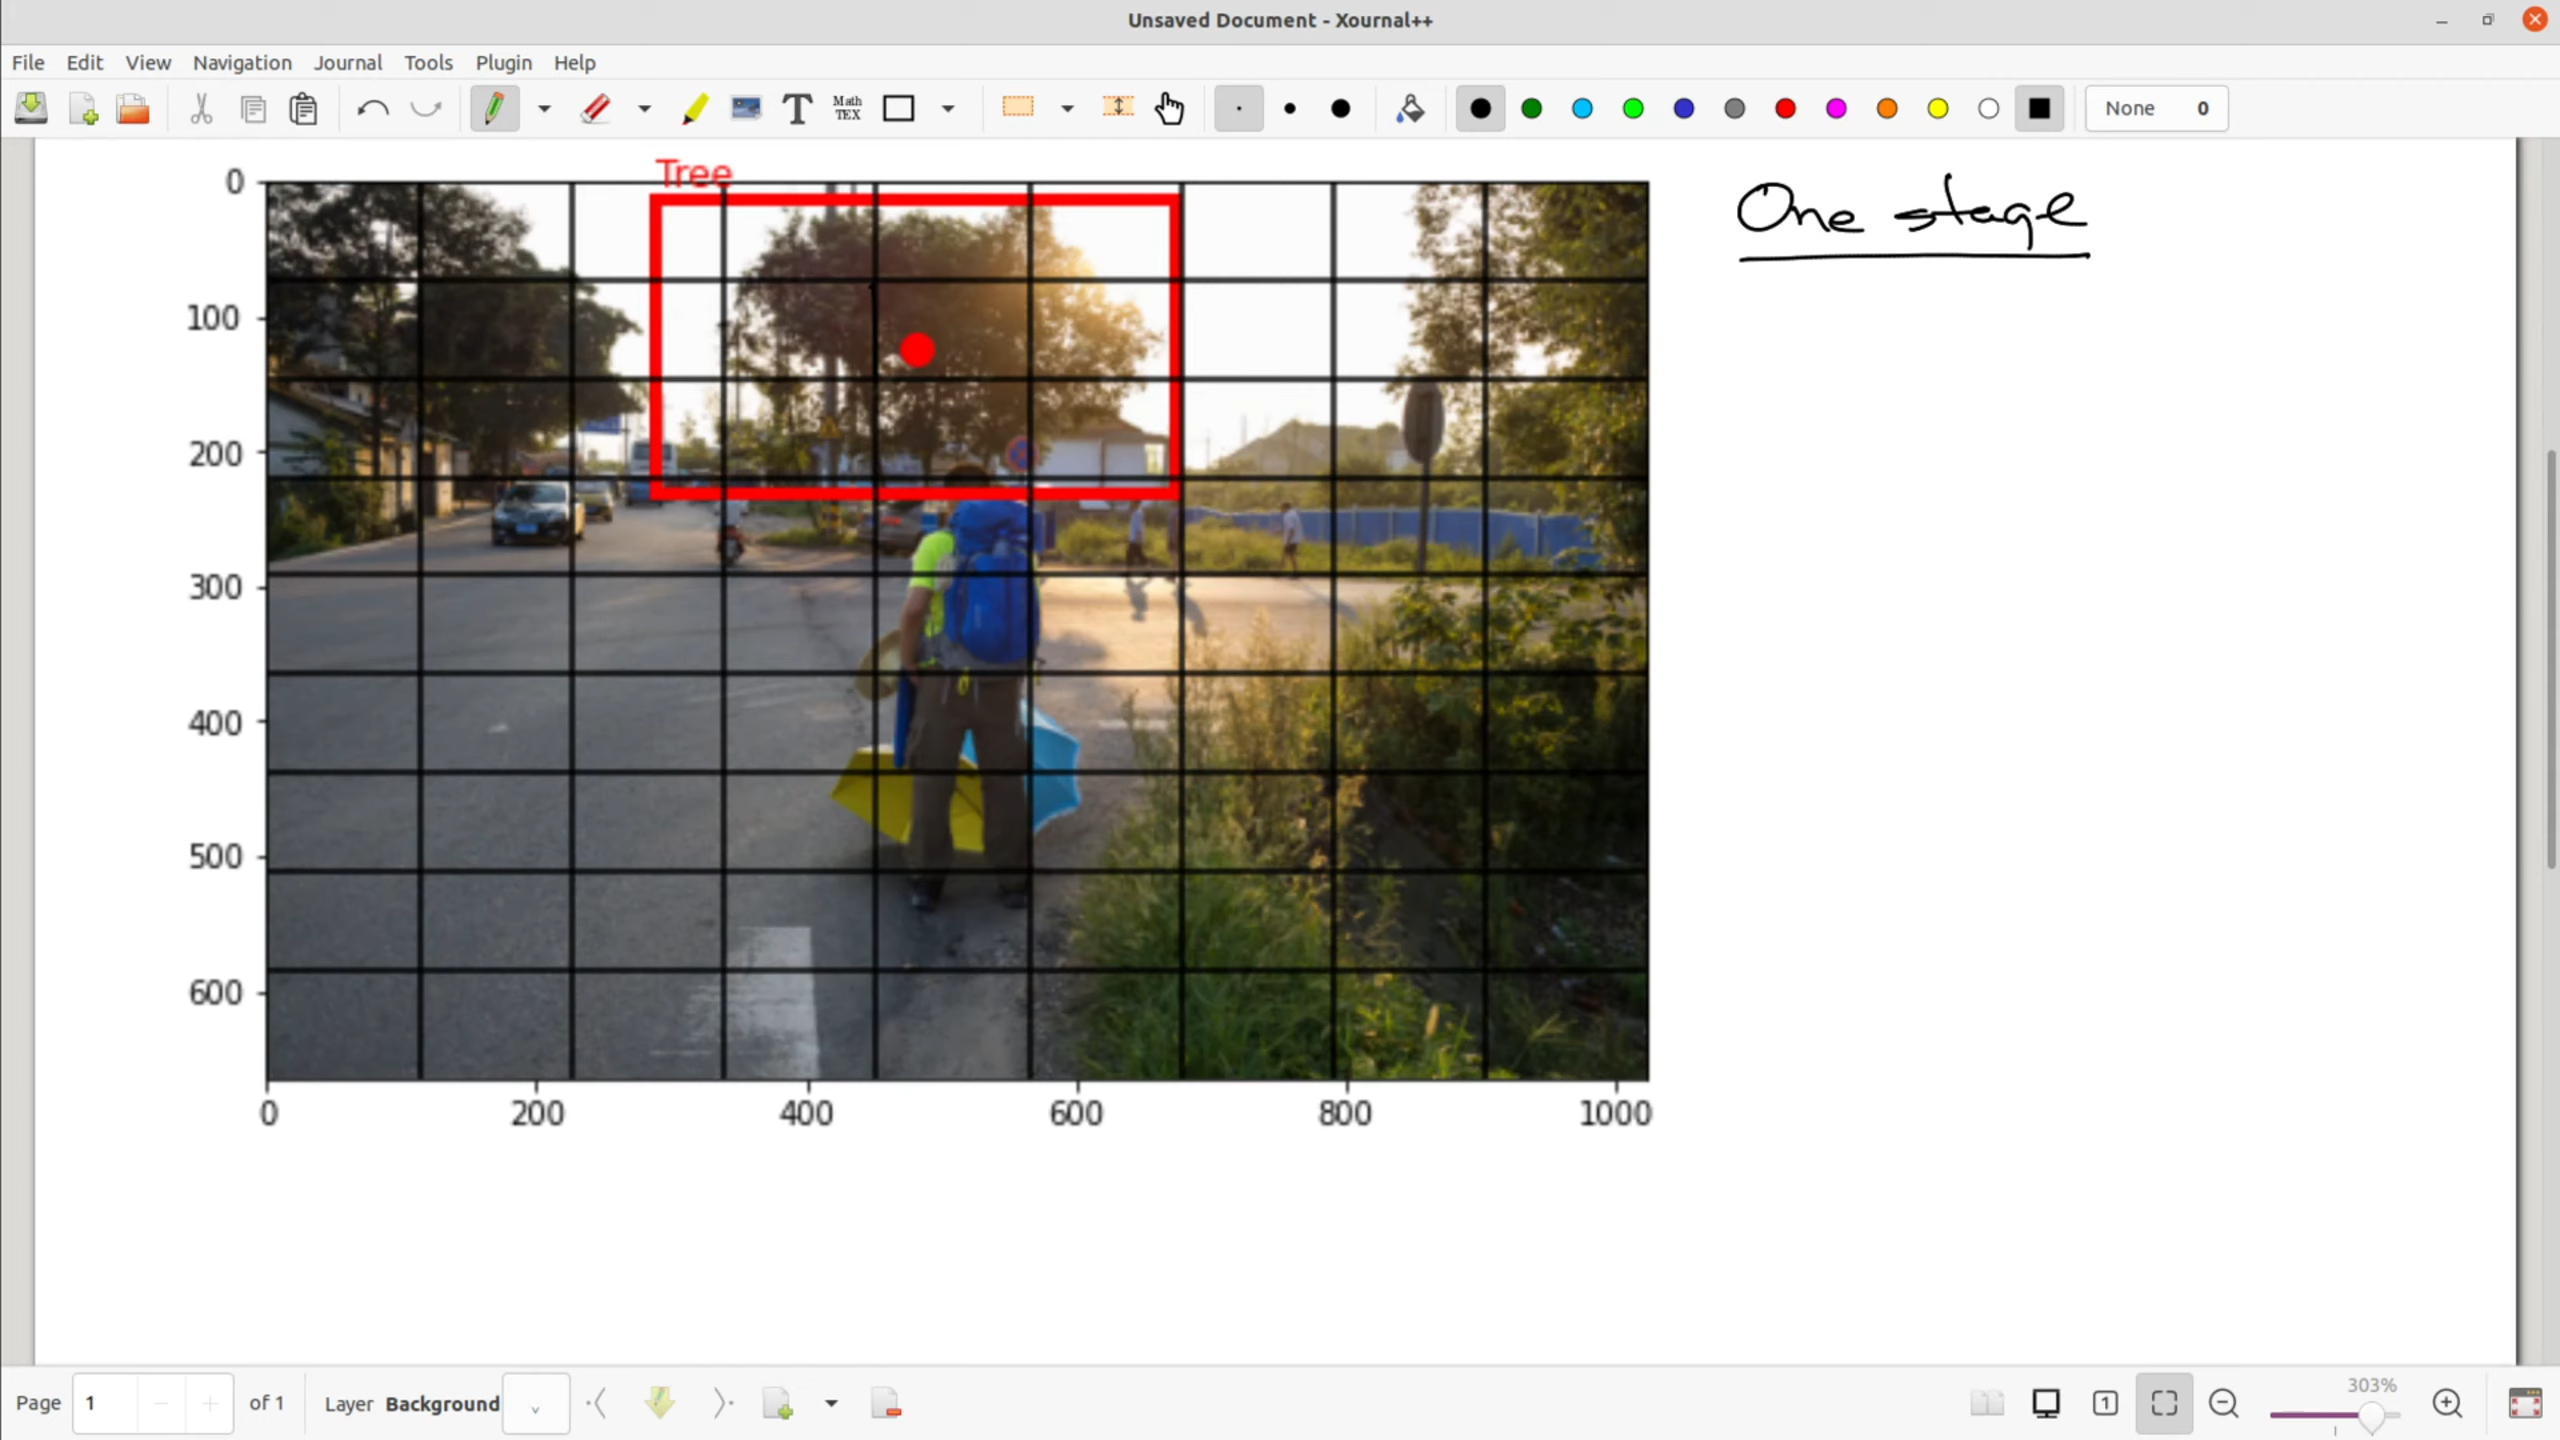 Unsaved Document - Xournal++
File Edit View Navigation Journal Tools Plugin Help
T Math TEX None 0
Tree
One stage
0
100
200
300
400
500
600
0 200 400 600 800 1000
303%
Page 1 of 1 Layer Background 1